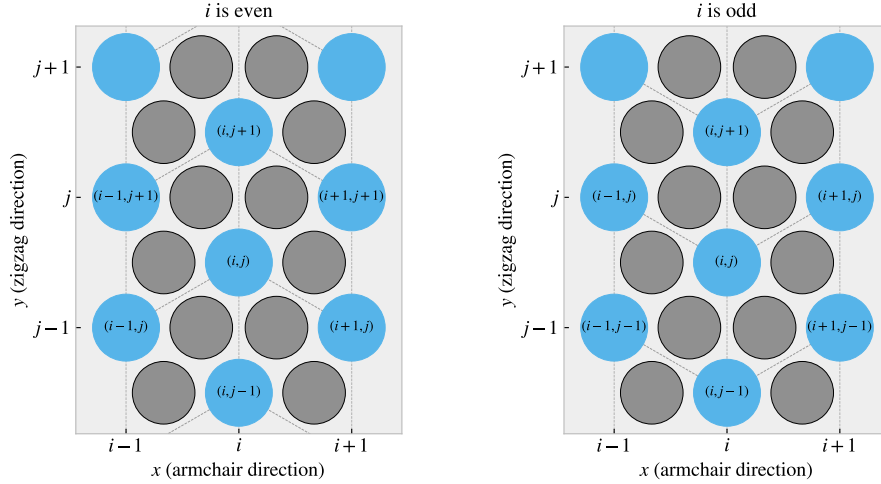 i is even
j + 1
(i, j + 1)
(i − 1, j + 1)
(i + 1, j + 1)
j
(i, j)
(i − 1, j)
(i + 1, j)
j − 1
(i, j − 1)
i − 1
i
i + 1
x (armchair direction)
y (zigzag direction)
i is odd
j + 1
(i, j + 1)
(i − 1, j)
(i + 1, j)
j
(i, j)
(i − 1, j − 1)
(i + 1, j − 1)
j − 1
(i, j − 1)
i − 1
i
i + 1
x (armchair direction)
y (zigzag direction)